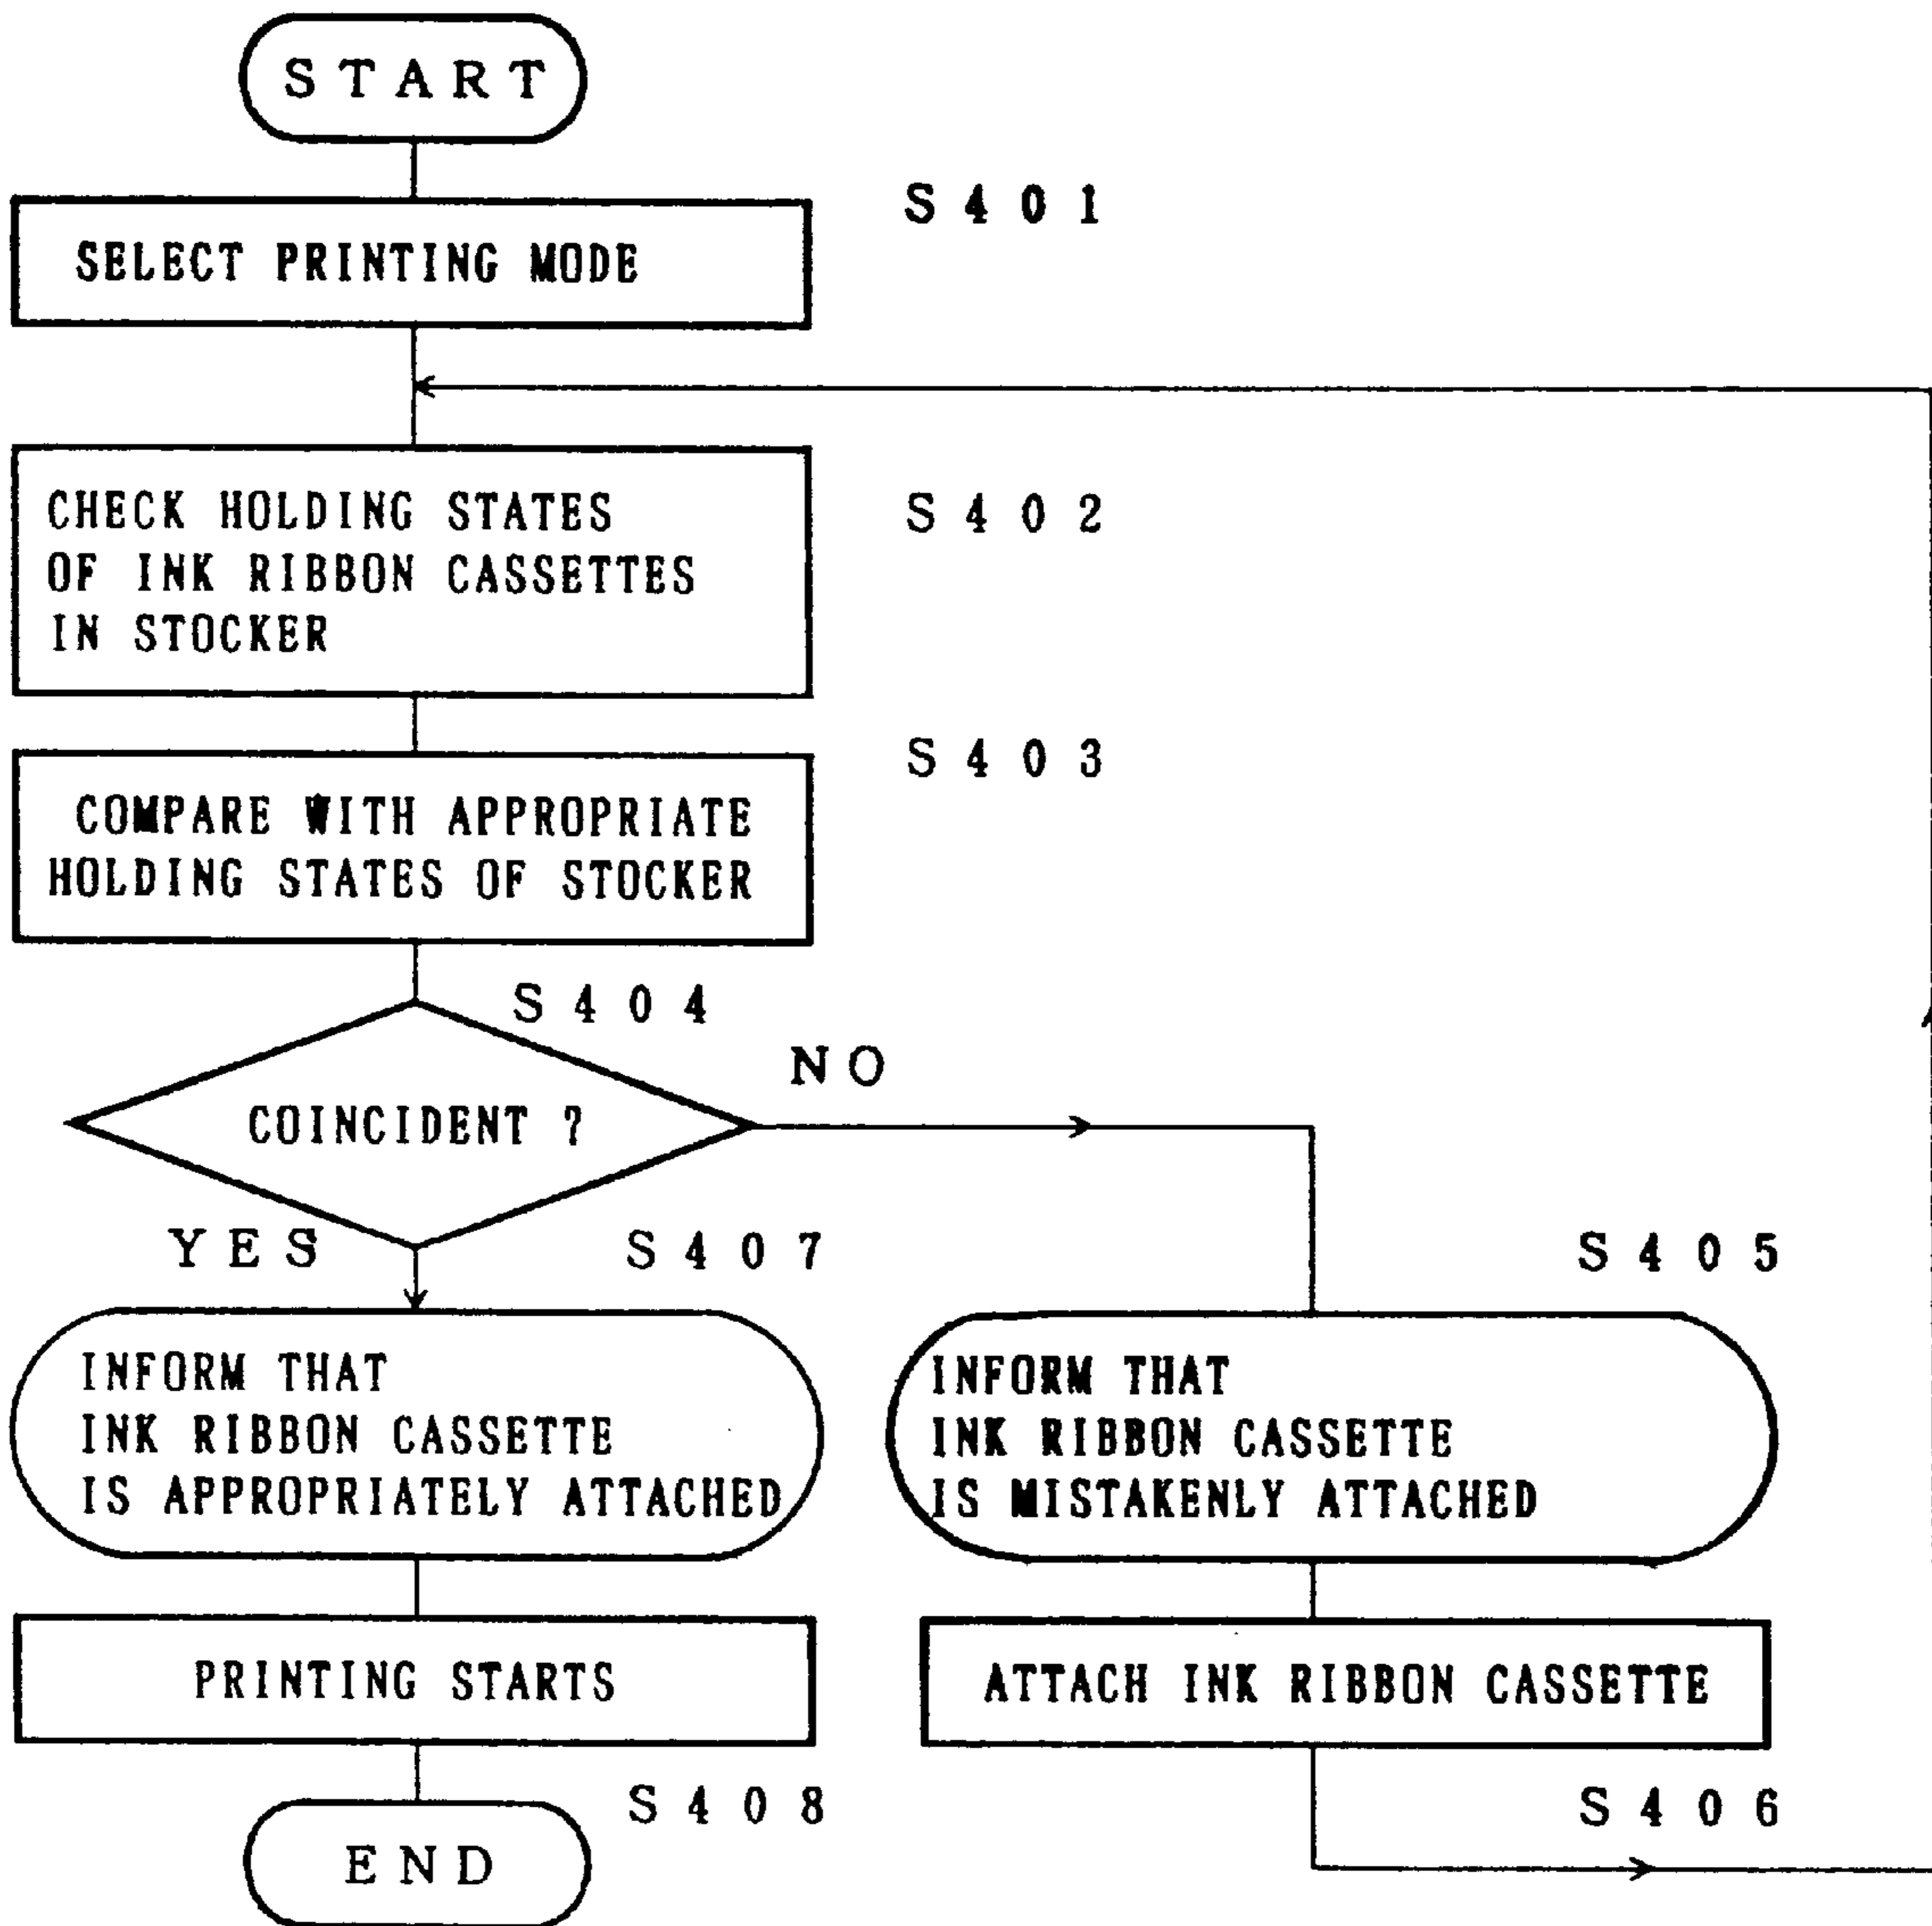 START
S401
SELECT PRINTING MODE
S402
CHECK HOLDING STATES
OF INK RIBBON CASSETTES
IN STOCKER
S403
COMPARE WITH APPROPRIATE
HOLDING STATES OF STOCKER
S404
NO
COINCIDENT ?
YES
S407
S405
INFORM THAT
INK RIBBON CASSETTE
IS APPROPRIATELY ATTACHED
INFORM THAT
INK RIBBON CASSETTE
IS MISTAKENLY ATTACHED
PRINTING STARTS
ATTACH INK RIBBON CASSETTE
S408
S406
END